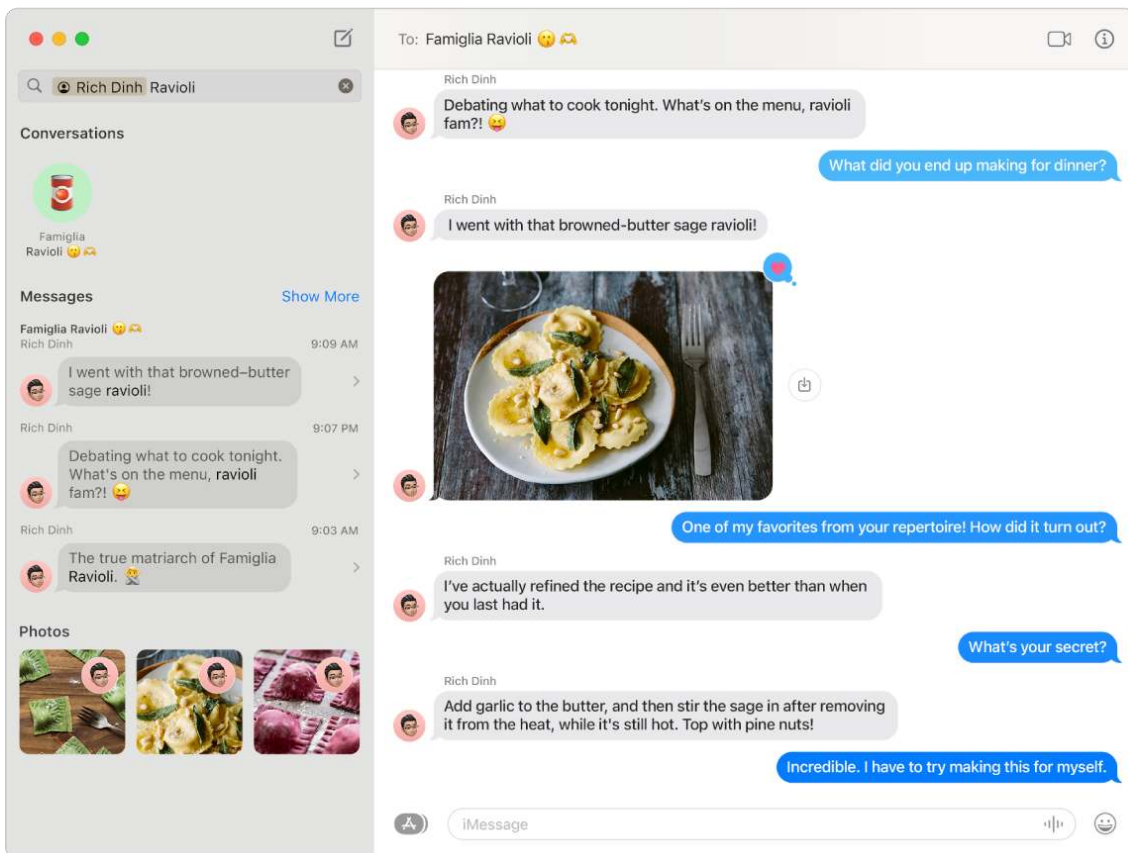 Rich Dinh Ravioli
Conversations
Famiglia
Ravioli 😗 🫶
Messages Show More
Famiglia Ravioli 😗 🫶
Rich Dinh 9:09 AM
I went with that browned–butter
sage ravioli!
Rich Dinh 9:07 PM
Debating what to cook tonight.
What's on the menu, ravioli
fam?! 😝
Rich Dinh 9:03 AM
The true matriarch of Famiglia
Ravioli.
Photos
To: Famiglia Ravioli 😗 🫶
Rich Dinh
Debating what to cook tonight. What's on the menu, ravioli
fam?! 😝
What did you end up making for dinner?
Rich Dinh
I went with that browned-butter sage ravioli!
One of my favorites from your repertoire! How did it turn out?
Rich Dinh
I've actually refined the recipe and it's even better than when
you last had it.
What's your secret?
Rich Dinh
Add garlic to the butter, and then stir the sage in after removing
it from the heat, while it's still hot. Top with pine nuts!
Incredible. I have to try making this for myself.
iMessage